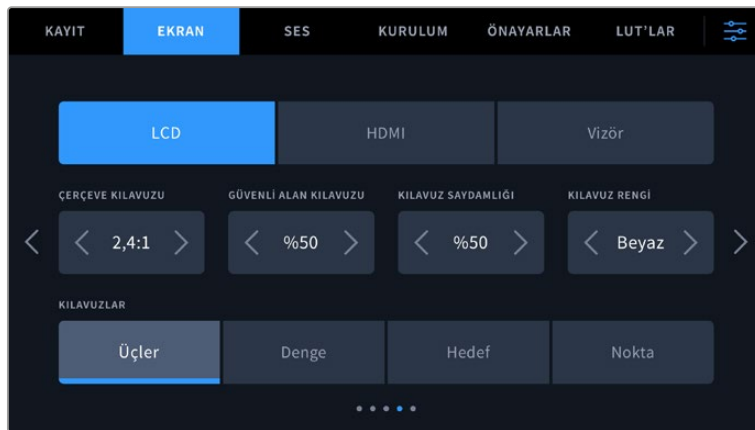 KAYIT EKRAN SES KURULUM ÖNAYARLAR LUT'LAR
LCD HDMI Vizör
ÇERÇEVE KILAVUZU GÜVENLİ ALAN KILAVUZU KILAVUZ SAYDAMLIĞI KILAVUZ RENGİ
2,4:1 %50 %50 Beyaz
KILAVUZLAR
Üçler Denge Hedef Nokta